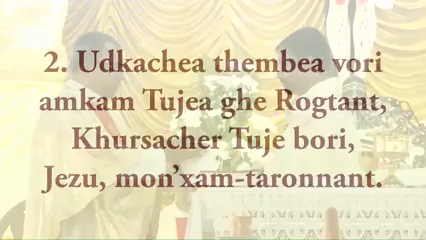 2. Udkachea thembea vori
amkam Tujea ghe Rogtant,
Khursacher Tuje bori,
Jezu, mon'xam-taronnant.